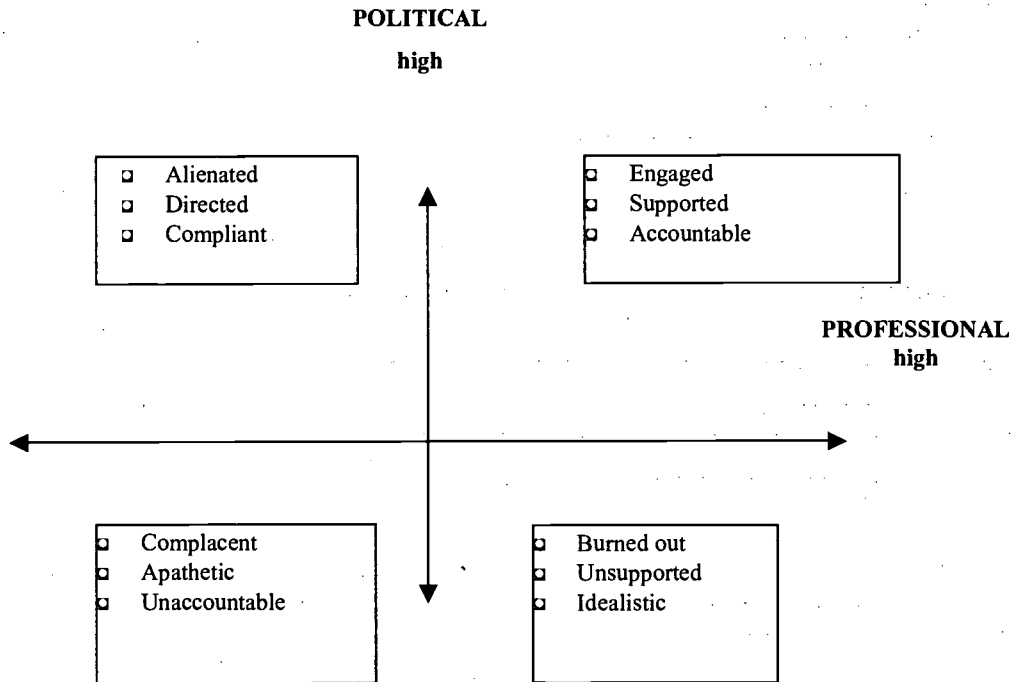 POLITICAL
high
Alienated
Directed
Compliant
Engaged
Supported
Accountable
PROFESSIONAL
high
Complacent
Apathetic
Unaccountable
Burned out
Unsupported
Idealistic